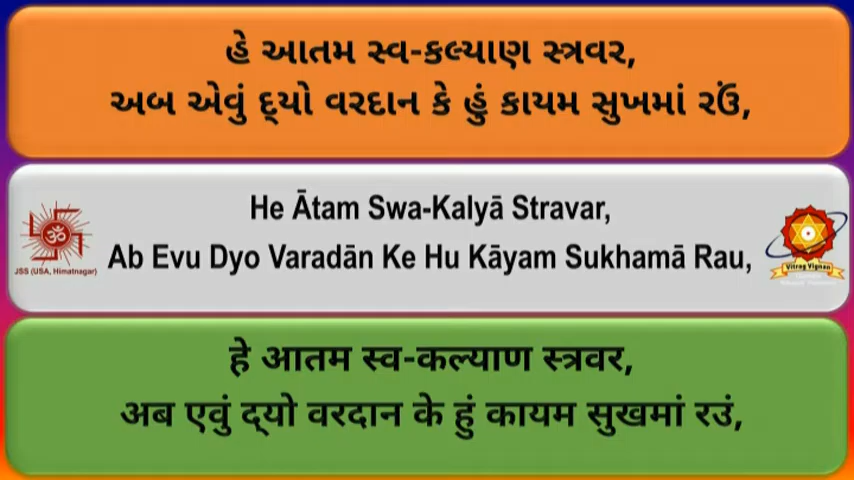 હે આતમ સ્વ-કલ્યાણ સ્ત્રવર,
અબ એવું દ્યો વરદાન કે હું કાયમ સુખમાં રઉં,
He Ātam Swa-Kalyā Stravar,
Ab Evu Dyo Varadān Ke Hu Kāyam Sukhamā Rau,
ॐ
JSS (USA, Himatnagar)
Vitrag Vignan
हे आतम स्व-कल्याण स्त्रवर,
अब एवुं द्यो वरदान के हुं कायम सुखमां रउं,